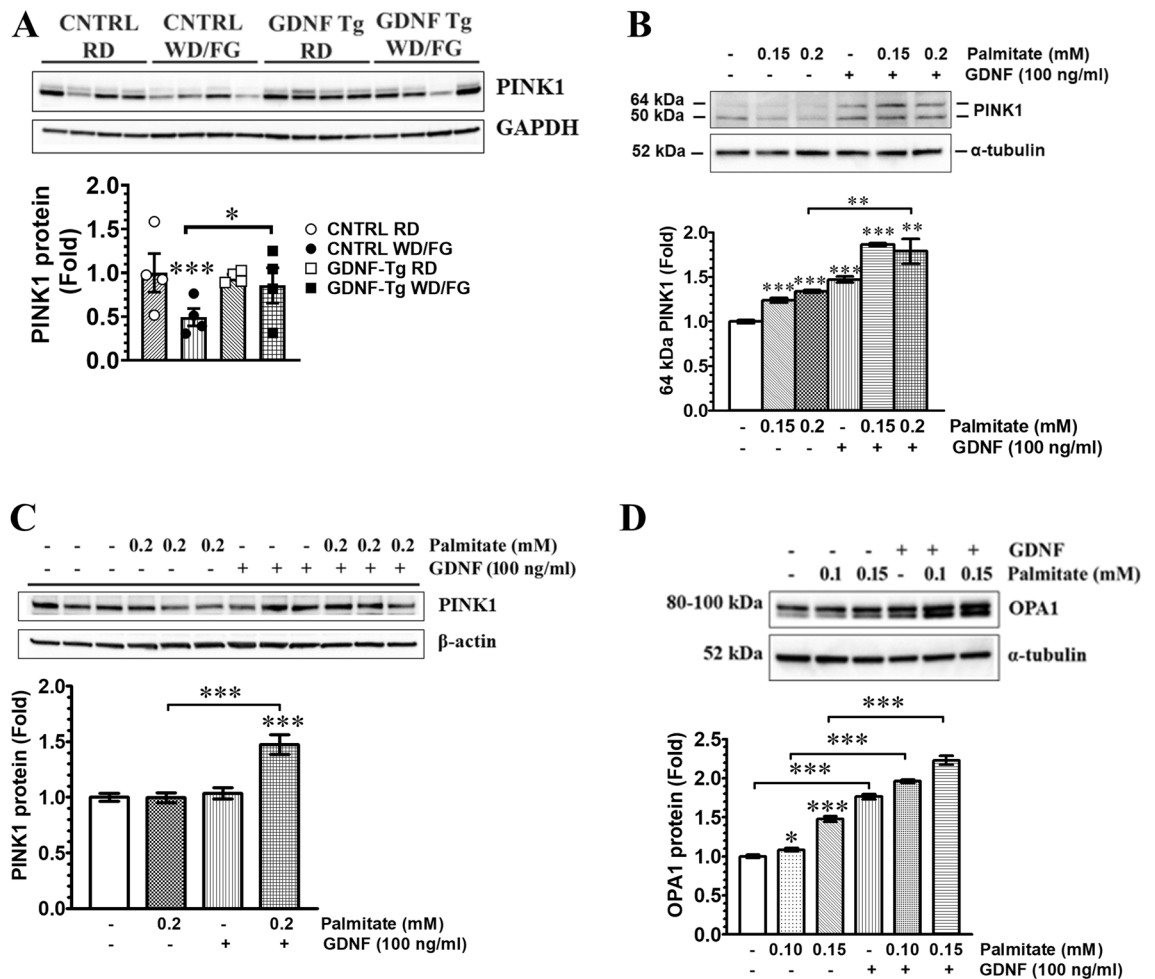 A
CNTRL RD
CNTRL WD/FG
GDNF Tg RD
GDNF Tg WD/FG
PINK1
GAPDH
PINK1 protein (Fold)
2.0
1.5
1.0
0.5
0.0
***
*
CNTRL RD
CNTRL WD/FG
GDNF-Tg RD
GDNF-Tg WD/FG
B
- 0.15 0.2 - 0.15 0.2 Palmitate (mM)
- - - + + + GDNF (100 ng/ml)
64 kDa
50 kDa
PINK1
52 kDa
α-tubulin
64 kDa PINK1 (Fold)
2.0
1.5
1.0
0.5
0.0
**
*** *** *** *** **
- 0.15 0.2 - 0.15 0.2 Palmitate (mM)
- - - + + + GDNF (100 ng/ml)
C
- - - 0.2 0.2 0.2 - - - 0.2 0.2 0.2 Palmitate (mM)
- - - - - - + + + + + + GDNF (100 ng/ml)
PINK1
β-actin
PINK1 protein (Fold)
2.0
1.5
1.0
0.5
0.0
***
***
- 0.2 - 0.2 Palmitate (mM)
- - + + GDNF (100 ng/ml)
D
- - - + + + GDNF
- 0.1 0.15 - 0.1 0.15 Palmitate (mM)
80-100 kDa
OPA1
52 kDa
α-tubulin
OPA1 protein (Fold)
2.5
2.0
1.5
1.0
0.5
0.0
***
***
***
* ***
- 0.10 0.15 - 0.10 0.15 Palmitate (mM)
- - - + + + GDNF (100 ng/ml)